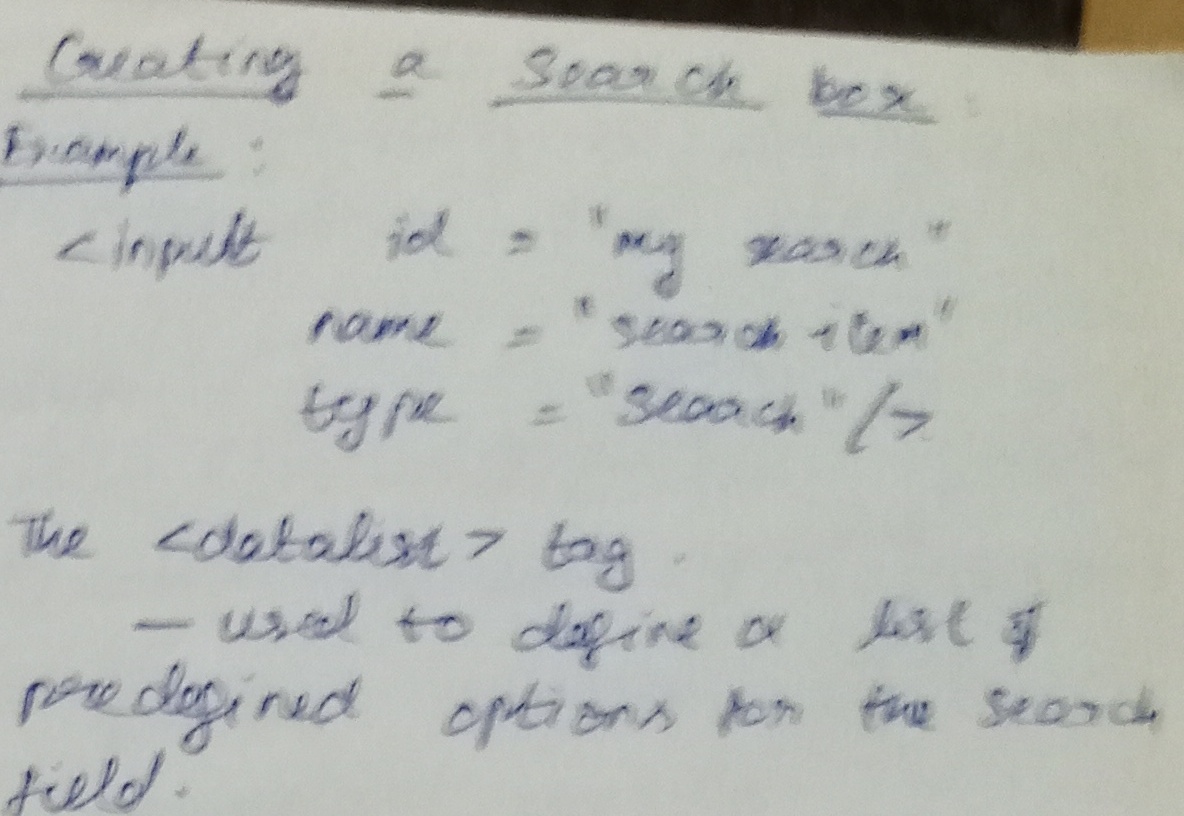 Creating a Search box :
Example :
<input id = "my search"
name = "search item"
type = "search" />
The <datalist> tag.
– used to define a list of
predefined options for the search
field.